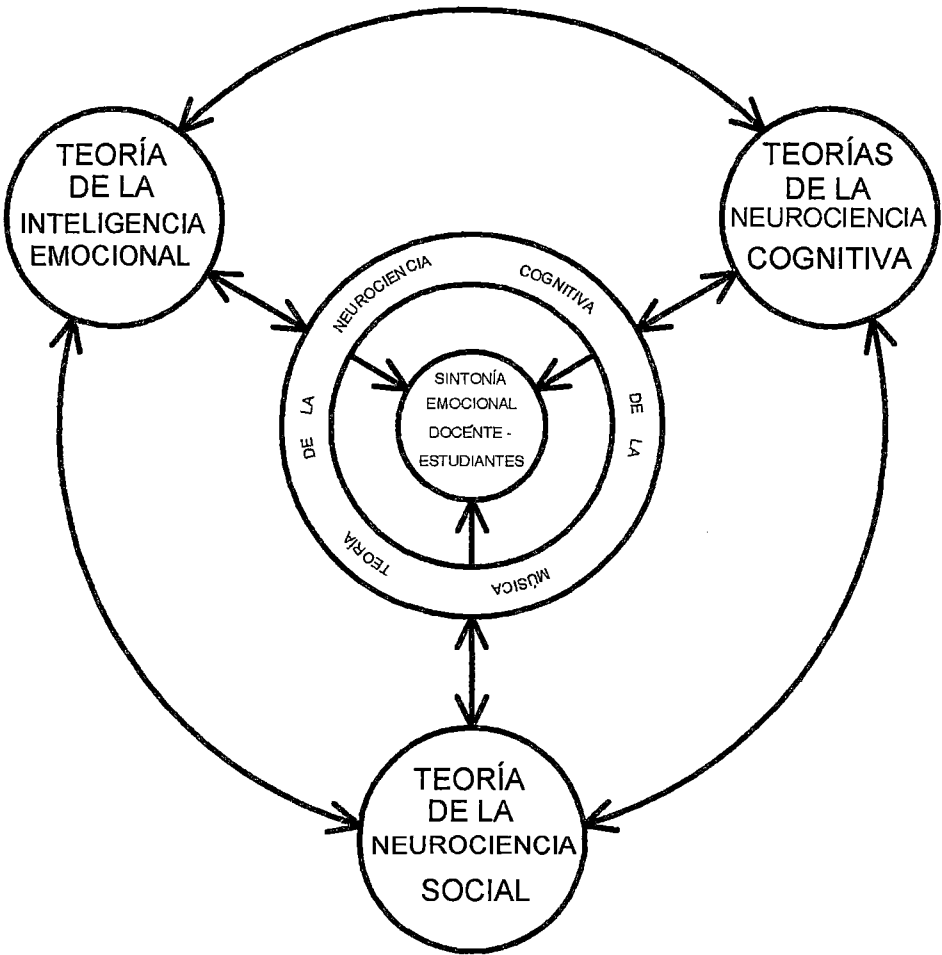 TEORÍA
DE LA
INTELIGENCIA
EMOCIONAL
TEORÍAS
DE LA
NEUROCIENCIA
COGNITIVA
TEORÍA DE LA NEUROCIENCIA COGNITIVA DE LA MÚSICA
SINTONÍA
EMOCIONAL
DOCENTE -
ESTUDIANTES
TEORÍA
DE LA
NEUROCIENCIA
SOCIAL